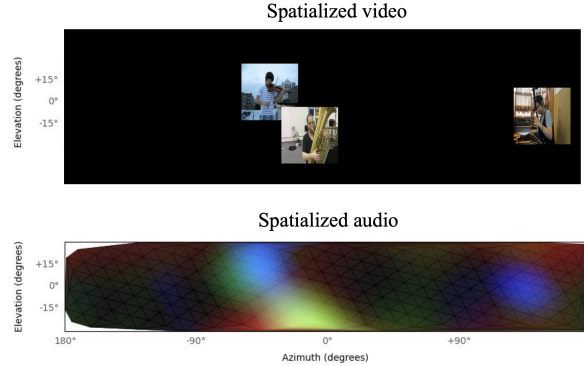 Spatialized video
Elevation (degrees)
+15°
0°
-15°
Spatialized audio
Elevation (degrees)
+15°
0°
-15°
180°
-90°
0°
+90°
Azimuth (degrees)